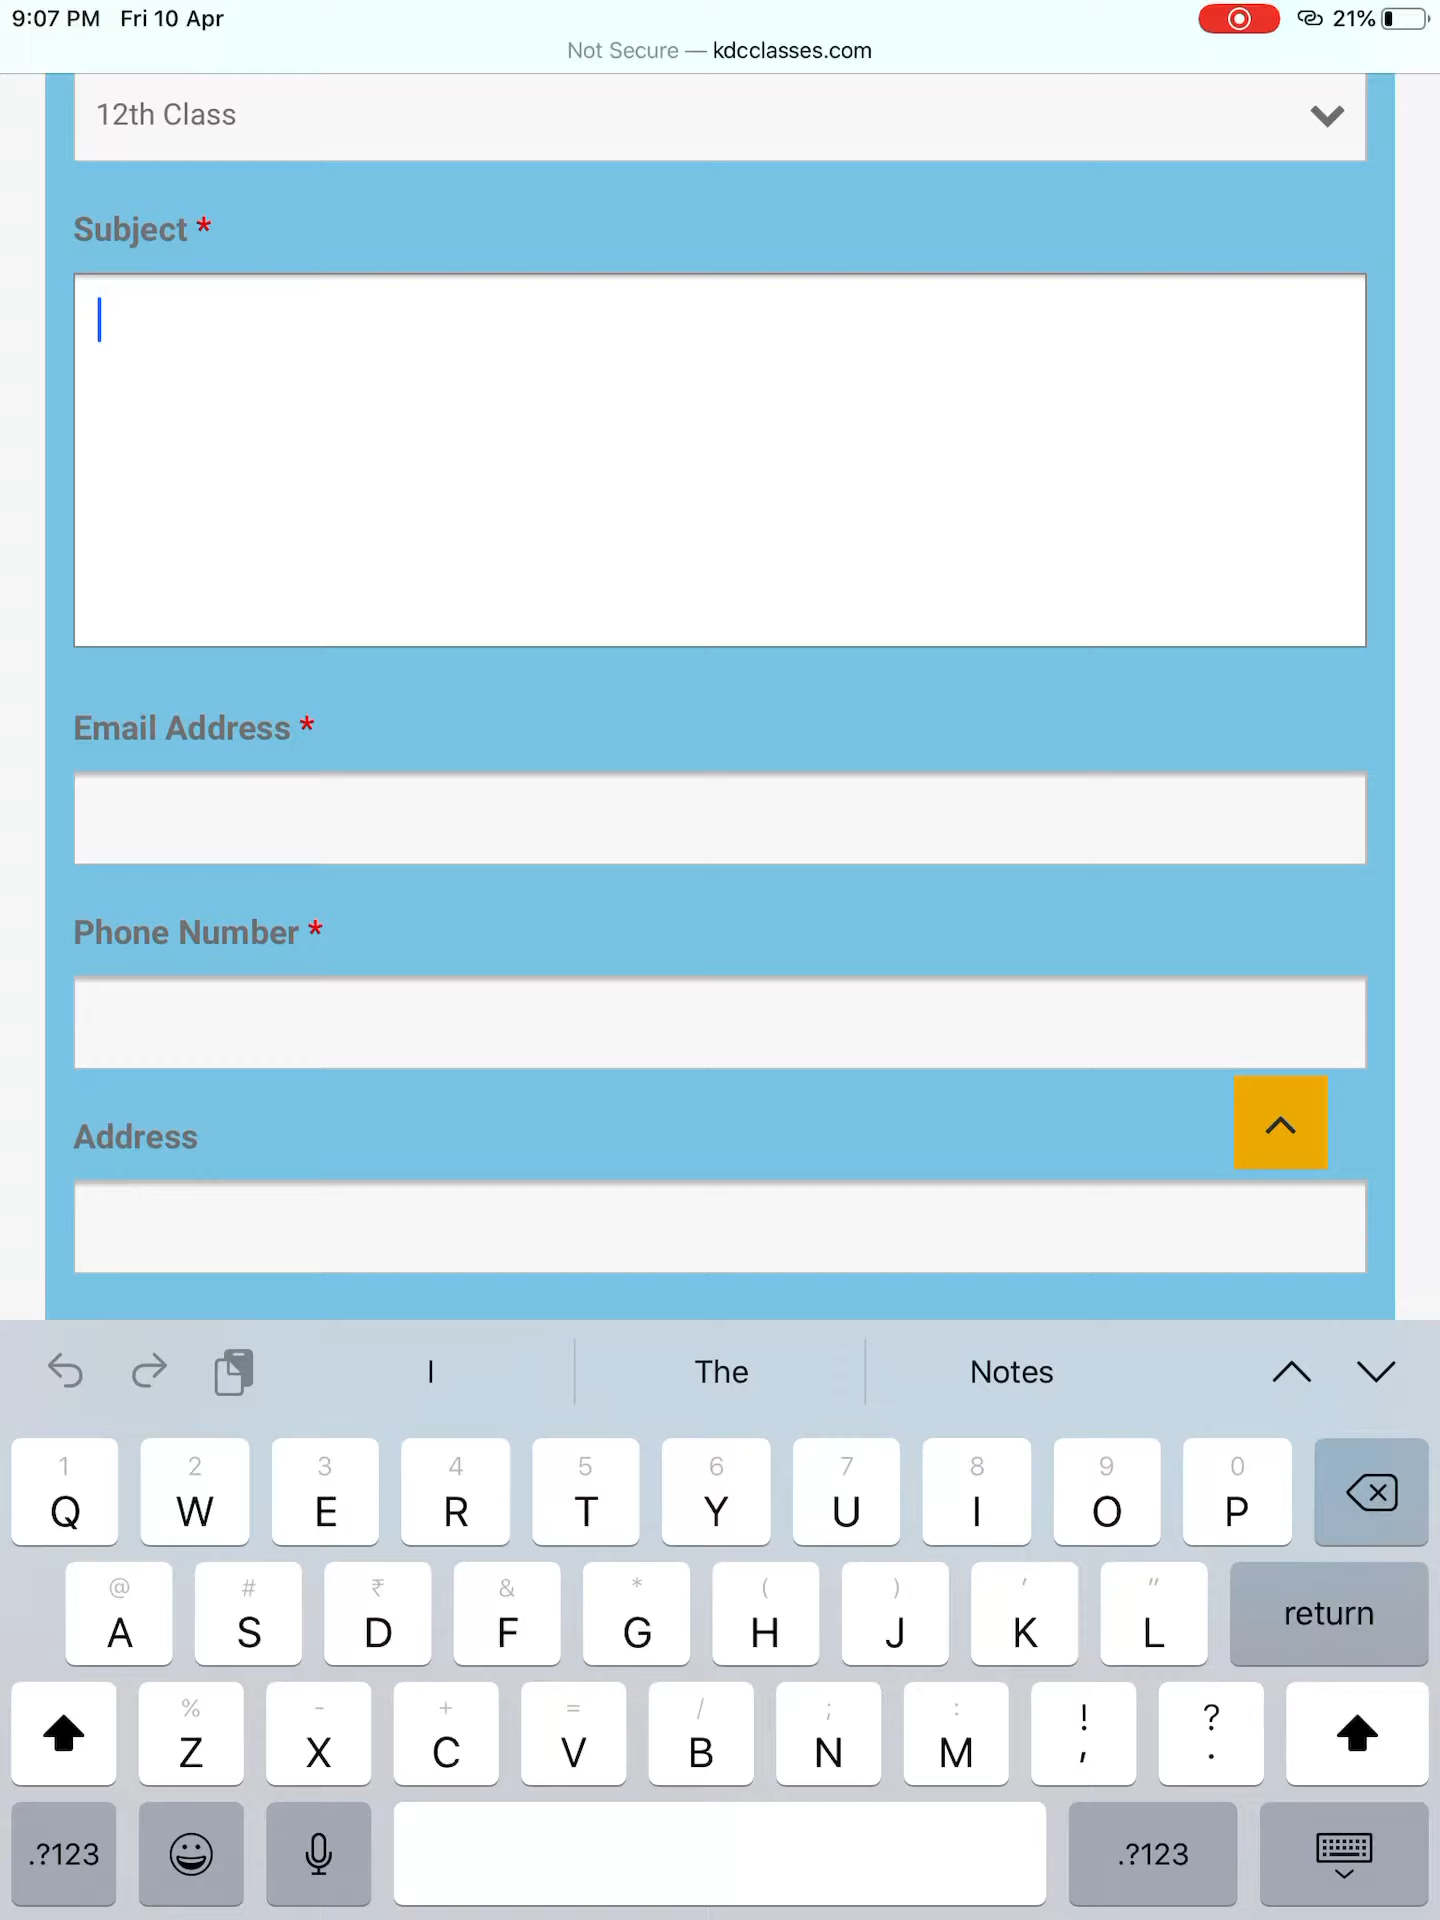 9:07 PM Fri 10 Apr 21%
Not Secure — kdcclasses.com
12th Class
Subject *
Email Address *
Phone Number *
Address
I The Notes
1 2 3 4 5 6 7 8 9 0
Q W E R T Y U I O P
@ # ₹ & * ( ) ' "
A S D F G H J K L return
% - + = / ; : ! ?
Z X C V B N M , .
.?123 .?123